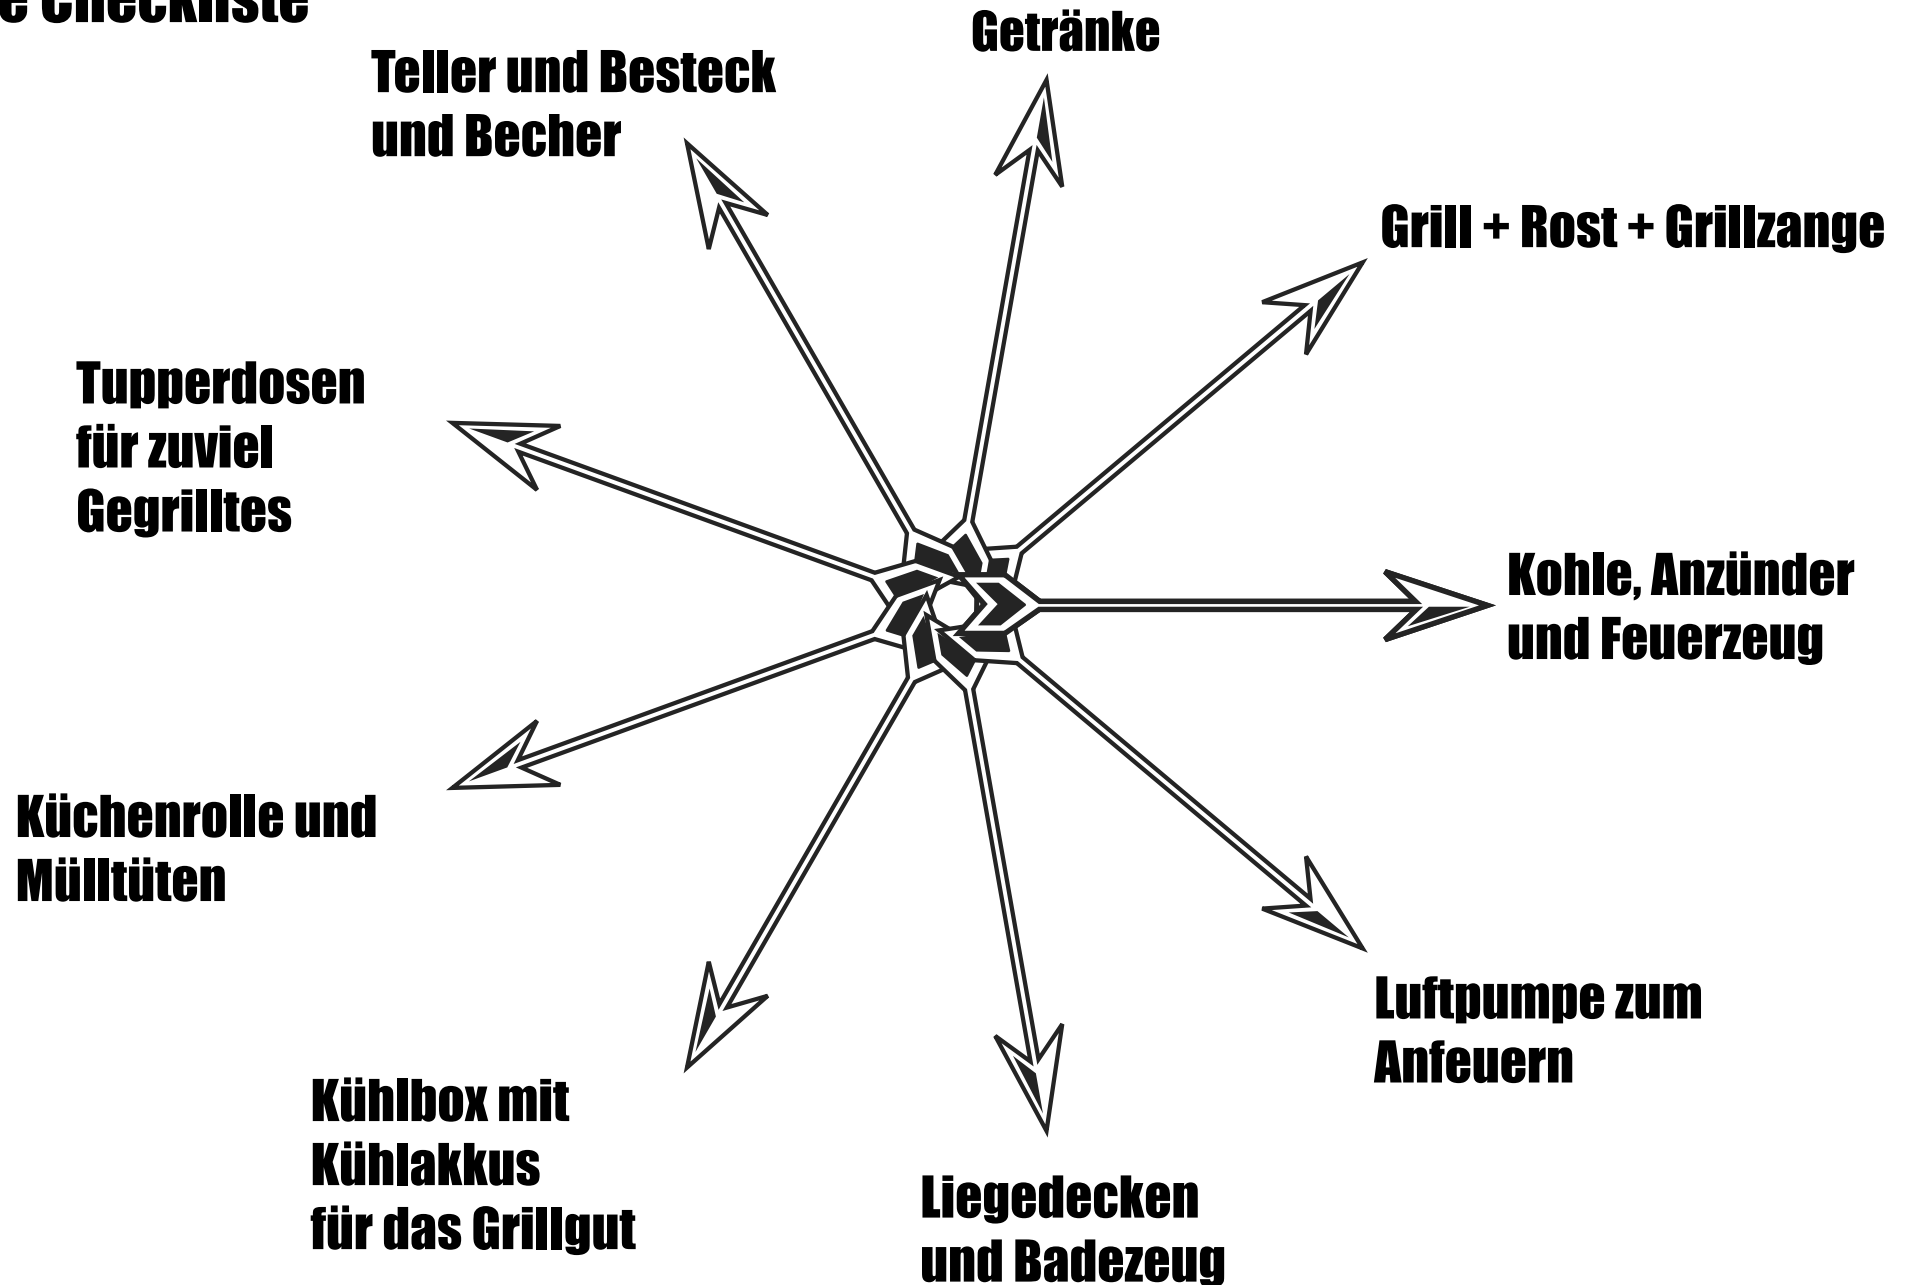 e Checkliste
Getränke
Teller und Besteck
und Becher
Grill + Rost + Grillzange
Tupperdosen
für zuviel
Gegrilltes
Kohle, Anzünder
und Feuerzeug
Küchenrolle und
Mülltüten
Luftpumpe zum
Anfeuern
Kühlbox mit
Kühlakkus
für das Grillgut
Liegedecken
und Badezeug